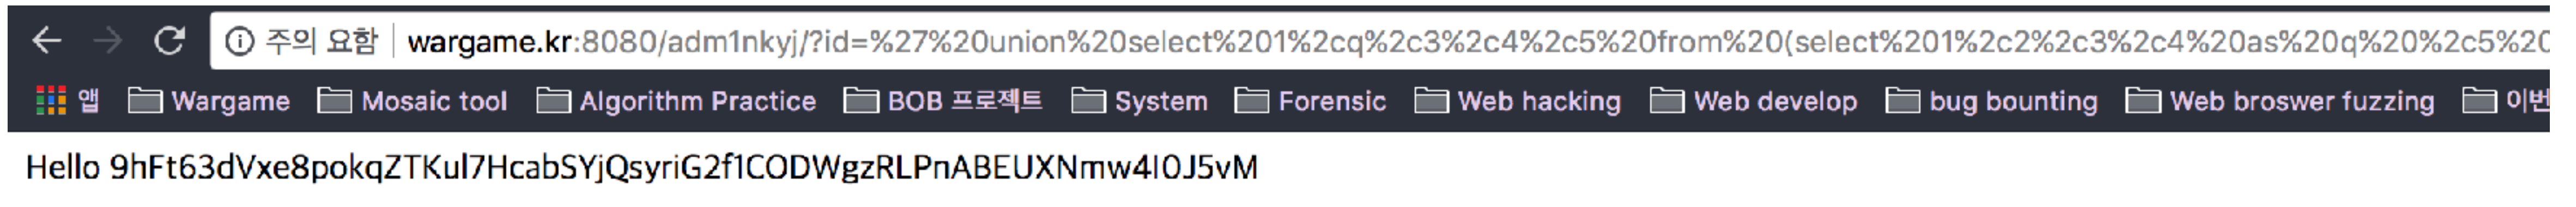 주의 요함 wargame.kr:8080/adm1nkyj/?id=%27%20union%20select%201%2cq%2c3%2c4%2c5%20from%20(select%201%2c2%2c3%2c4%20as%20q%20%2c5%20
앱 Wargame Mosaic tool Algorithm Practice BOB 프로젝트 System Forensic Web hacking Web develop bug bounting Web broswer fuzzing 이번
Hello 9hFt63dVxe8pokqZTKul7HcabSYjQsyriG2f1CODWgzRLPnABEUXNmw4I0J5vM